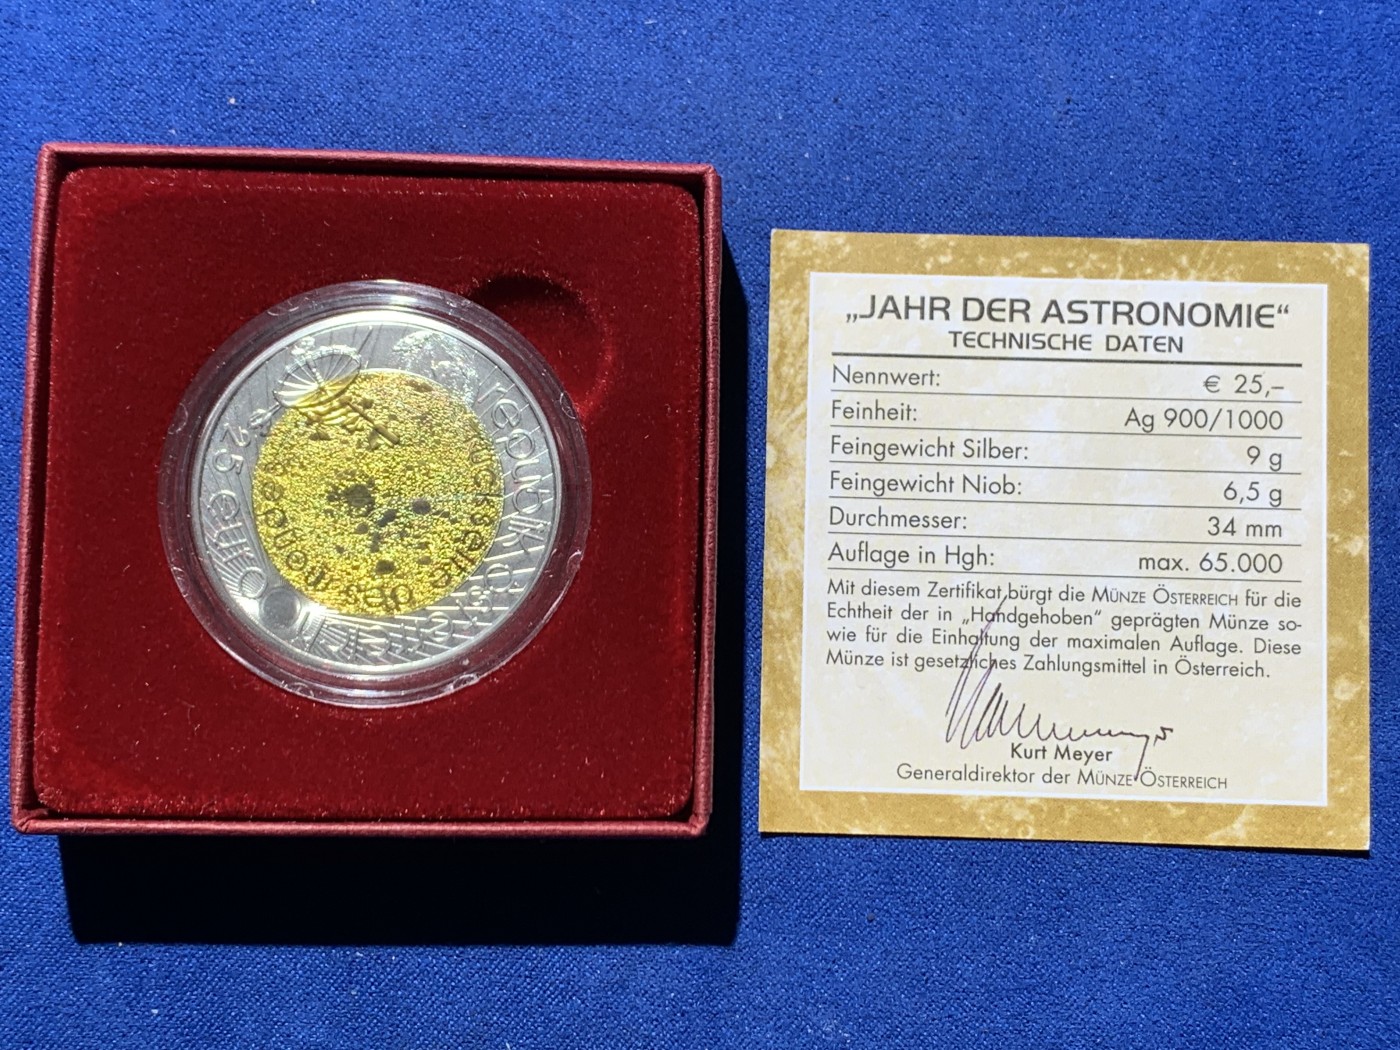 republik österreich
25 euro
Rückseite
des mondes
„JAHR DER ASTRONOMIE“
TECHNISCHE DATEN
Nennwert: € 25,–
Feinheit: Ag 900/1000
Feingewicht Silber: 9 g
Feingewicht Niob: 6,5 g
Durchmesser: 34 mm
Auflage in Hgh: max. 65.000
Mit diesem Zertifikat bürgt die MÜNZE ÖSTERREICH für die
Echtheit der in „Handgehoben“ geprägten Münze so-
wie für die Einhaltung der maximalen Auflage. Diese
Münze ist gesetzliches Zahlungsmittel in Österreich.
Kurt Meyer
Generaldirektor der MÜNZE ÖSTERREICH